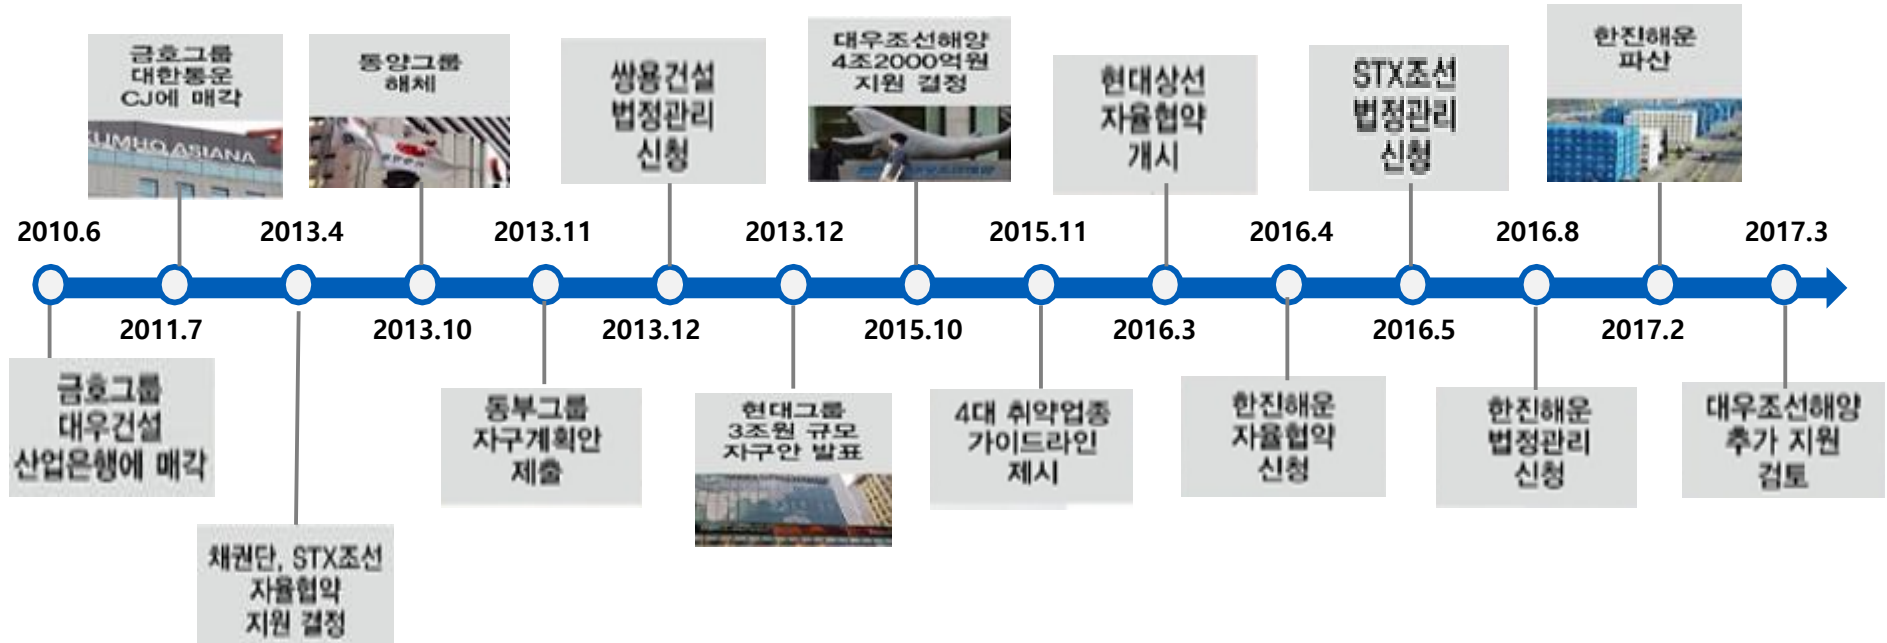 금호그룹
대한통운
CJ에 매각
KUMHO ASIANA
동양그룹
해체
쌍용건설
법정관리
신청
대우조선해양
4조2000억원
지원 결정
현대상선
자율협약
개시
STX조선
법정관리
신청
한진해운
파산
2010.6
2013.4
2013.11
2013.12
2015.11
2016.4
2016.8
2017.3
2011.7
2013.10
2013.12
2015.10
2016.3
2016.5
2017.2
금호그룹
대우건설
산업은행에 매각
채권단, STX조선
자율협약
지원 결정
동부그룹
자구계획안
제출
현대그룹
3조원 규모
자구안 발표
4대 취약업종
가이드라인
제시
한진해운
자율협약
신청
한진해운
법정관리
신청
대우조선해양
추가 지원
검토